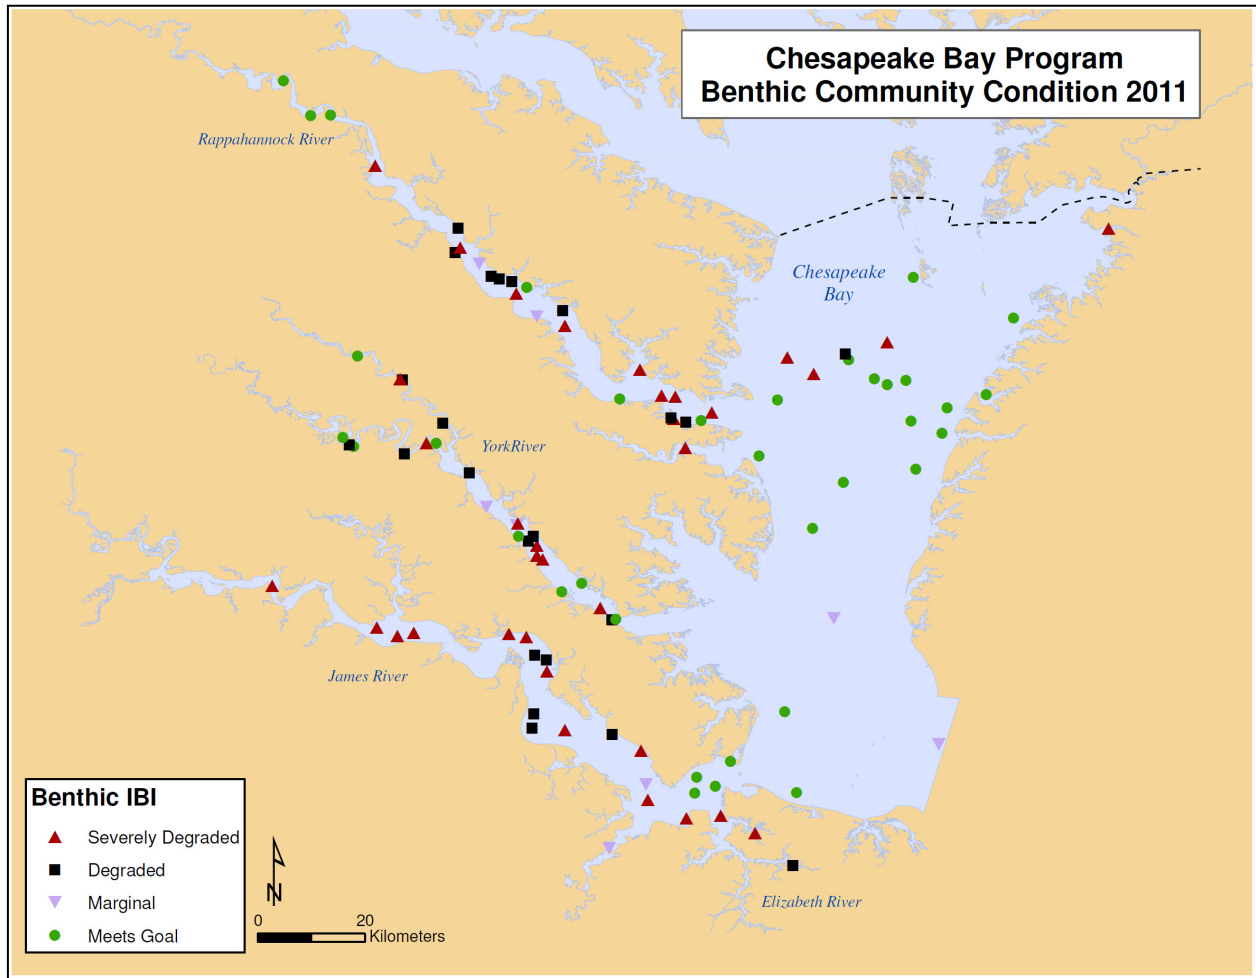 Chesapeake Bay Program
Benthic Community Condition 2011
Rappahannock River
Chesapeake
Bay
YorkRiver
James River
Elizabeth River
Benthic IBI
Severely Degraded
Degraded
Marginal
Meets Goal
N
0 20
Kilometers